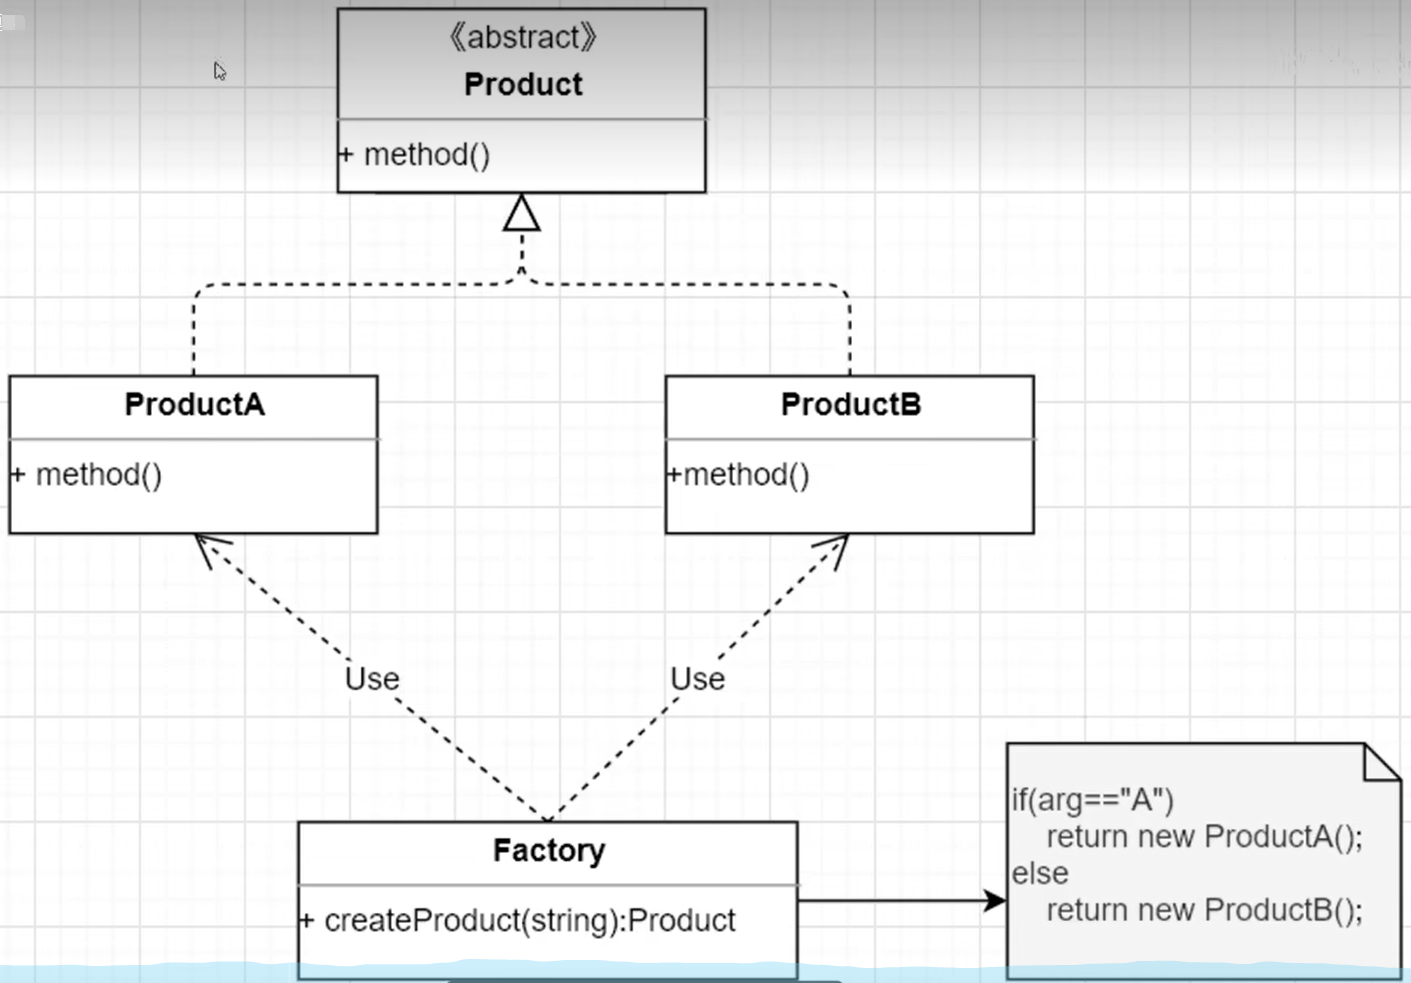 《abstract》
Product
+ method()
ProductA
+ method()
ProductB
+method()
Use
Use
Factory
+ createProduct(string):Product
if(arg=="A")
return new ProductA();
else
return new ProductB();